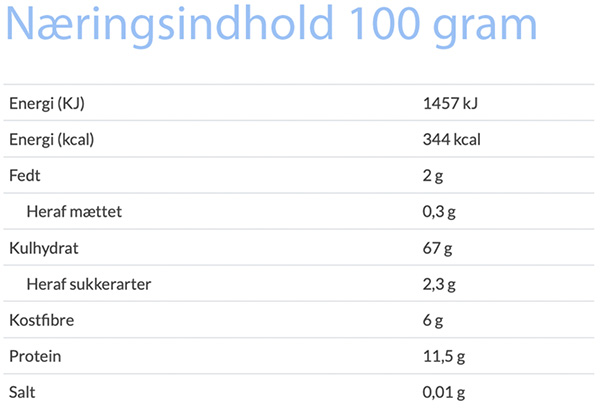 Næringsindhold 100 gram
Energi (KJ) 1457 kJ
Energi (kcal) 344 kcal
Fedt 2 g
Heraf mættet 0,3 g
Kulhydrat 67 g
Heraf sukkerarter 2,3 g
Kostfibre 6 g
Protein 11,5 g
Salt 0,01 g